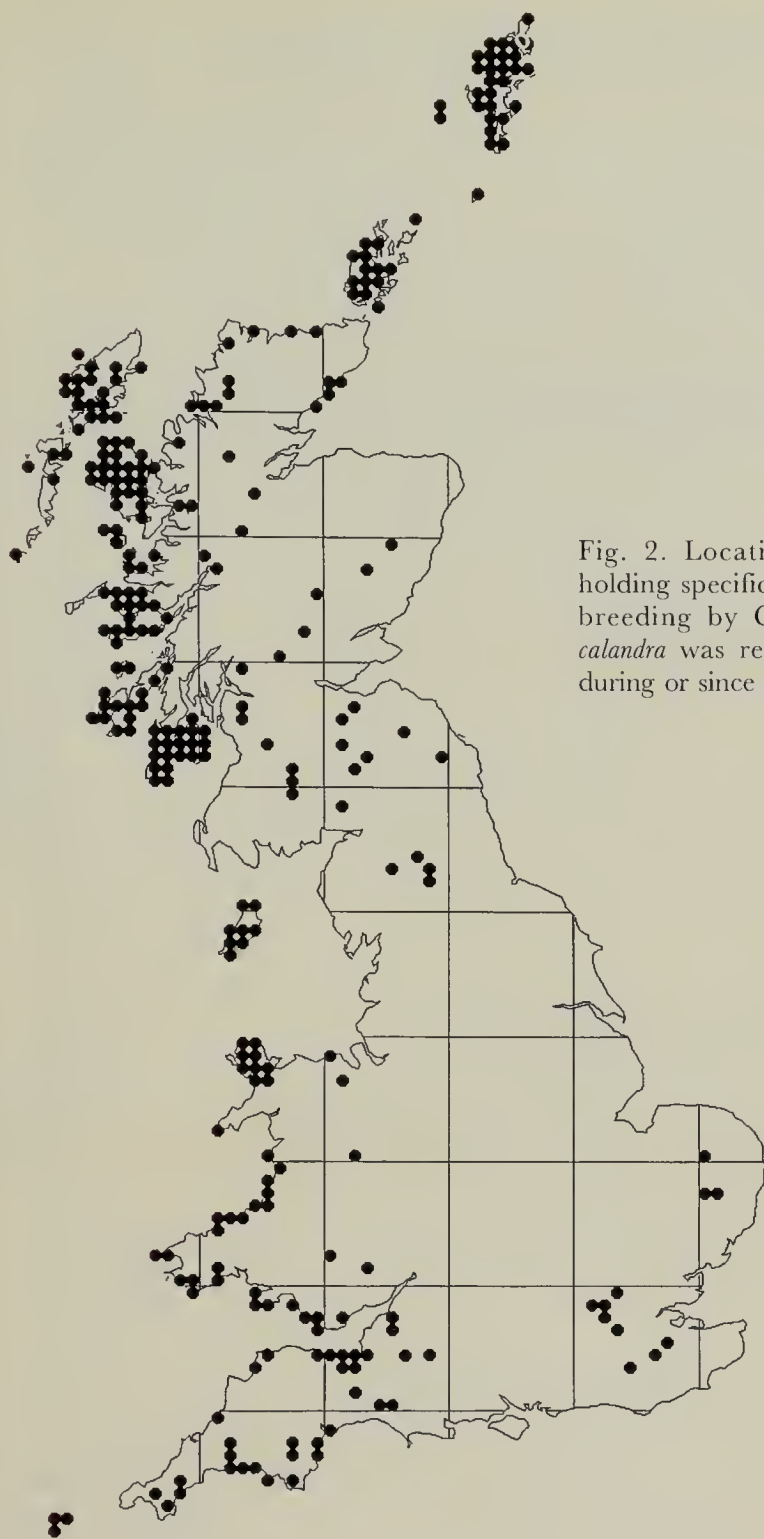 Fig. 2. Locati
holding specific
breeding by C
calandra was re
during or since